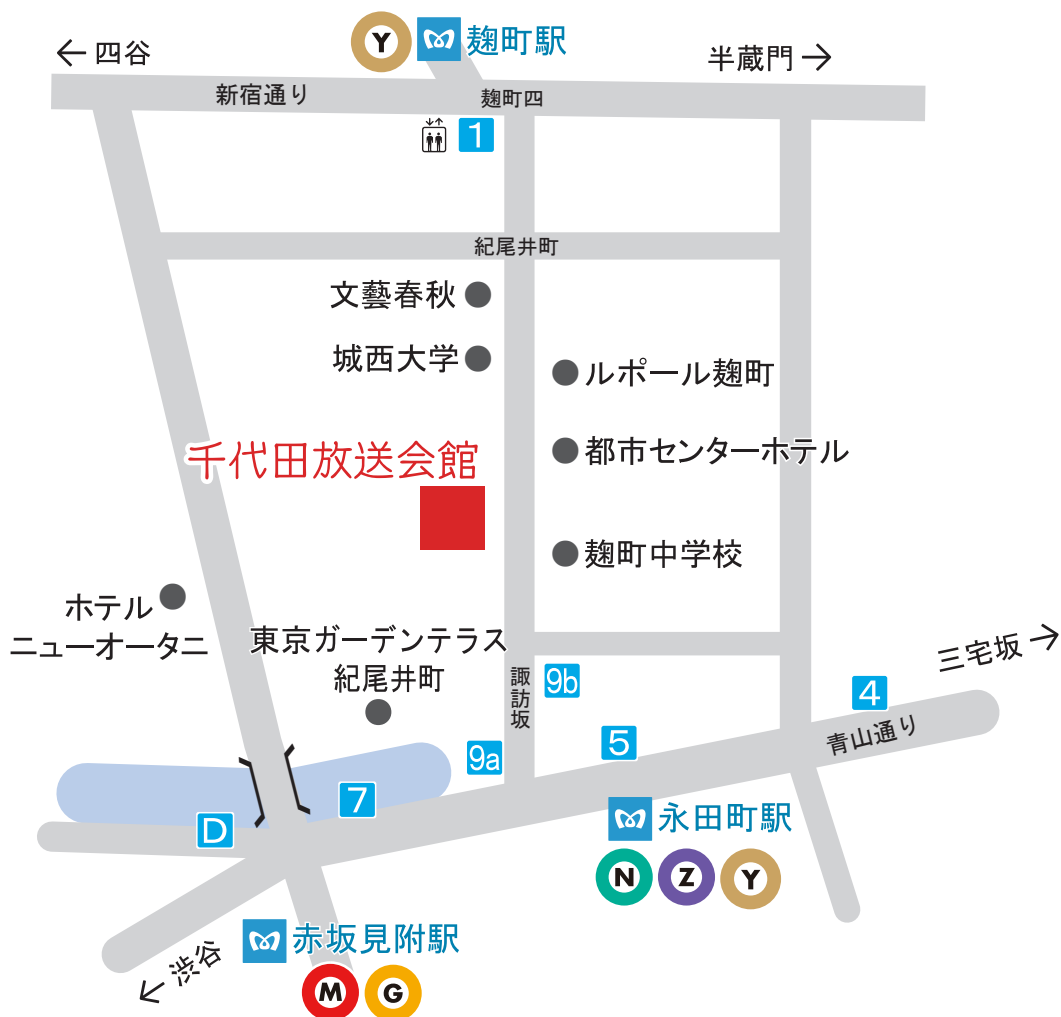 Y
麹町駅
← 四谷
半蔵門 →
新宿通り
麹町四
1
紀尾井町
文藝春秋
城西大学
ルポール麹町
千代田放送会館
都市センターホテル
麹町中学校
ホテル
ニューオータニ
東京ガーデンテラス
紀尾井町
諏訪坂
9b
三宅坂 →
4
青山通り
5
9a
7
D
永田町駅
N
Z
Y
赤坂見附駅
← 渋谷
M
G